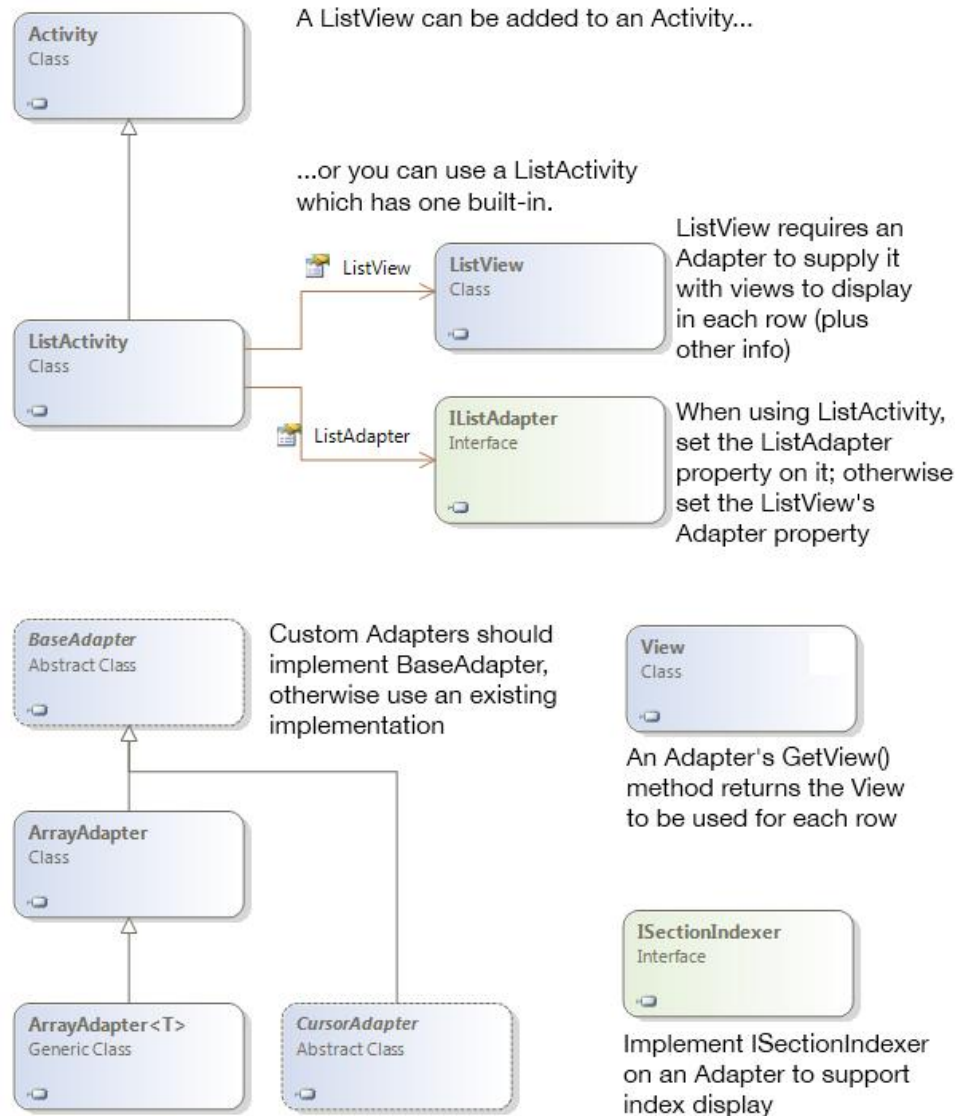 A ListView can be added to an Activity...
Activity
Class
...or you can use a ListActivity
which has one built-in.
ListView
ListView
Class
ListView requires an
Adapter to supply it
with views to display
in each row (plus
other info)
ListActivity
Class
ListAdapter
IListAdapter
Interface
When using ListActivity,
set the ListAdapter
property on it; otherwise
set the ListView's
Adapter property
BaseAdapter
Abstract Class
Custom Adapters should
implement BaseAdapter,
otherwise use an existing
implementation
View
Class
An Adapter's GetView()
method returns the View
to be used for each row
ArrayAdapter
Class
ISectionIndexer
Interface
Implement ISectionIndexer
on an Adapter to support
index display
ArrayAdapter<T>
Generic Class
CursorAdapter
Abstract Class